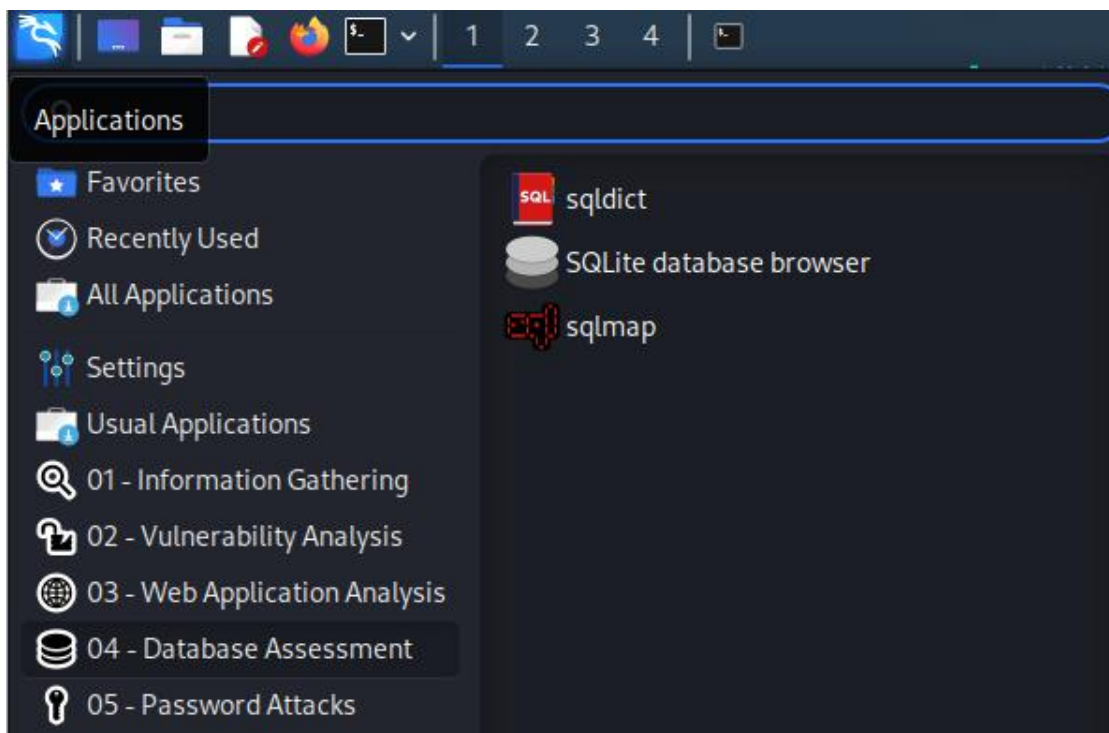 1 2 3 4
Applications
Favorites
Recently Used
All Applications
Settings
Usual Applications
01 - Information Gathering
02 - Vulnerability Analysis
03 - Web Application Analysis
04 - Database Assessment
05 - Password Attacks
SQL sqldict
SQLite database browser
sql sqlmap